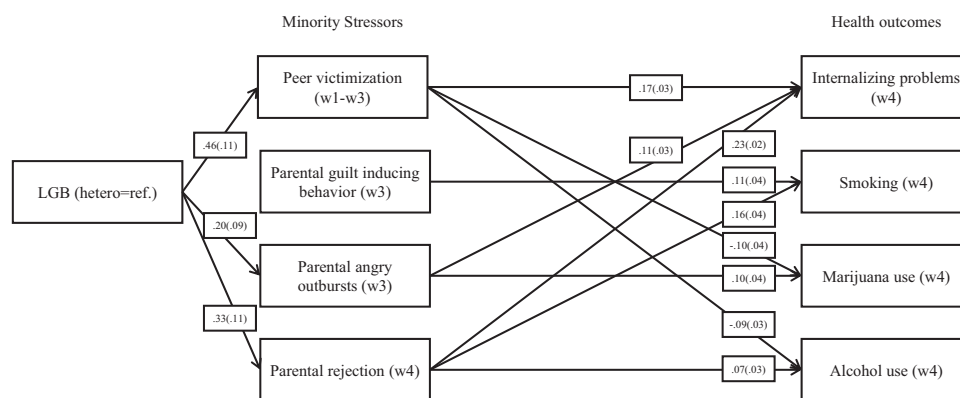 Minority Stressors
Health outcomes
Peer victimization
(w1-w3)
.17(.03)
Internalizing problems
(w4)
.46(.11)
.11(.03)
.23(.02)
LGB (hetero=ref.)
Parental guilt inducing
behavior (w3)
.11(.04)
Smoking (w4)
.16(.04)
.20(.09)
-.10(.04)
Parental angry
outbursts (w3)
.10(.04)
Marijuana use (w4)
.33(.11)
-.09(.03)
Parental rejection (w4)
.07(.03)
Alcohol use (w4)